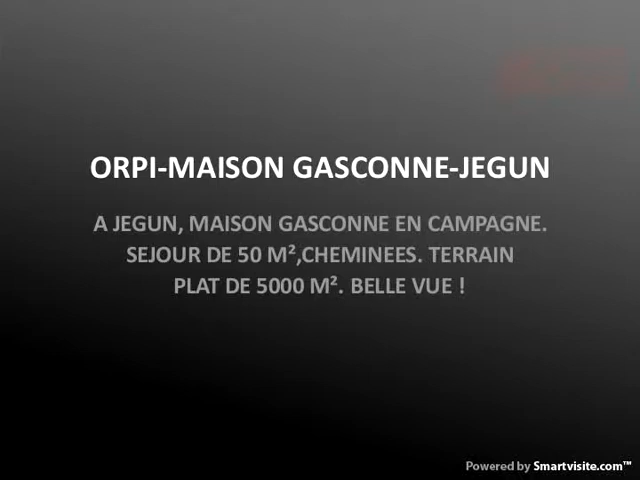 ORPI-MAISON GASCONNE-JEGUN
A JEGUN, MAISON GASCONNE EN CAMPAGNE.
SEJOUR DE 50 M²,CHEMINEES. TERRAIN
PLAT DE 5000 M². BELLE VUE !
Powered by Smartvisite.com™